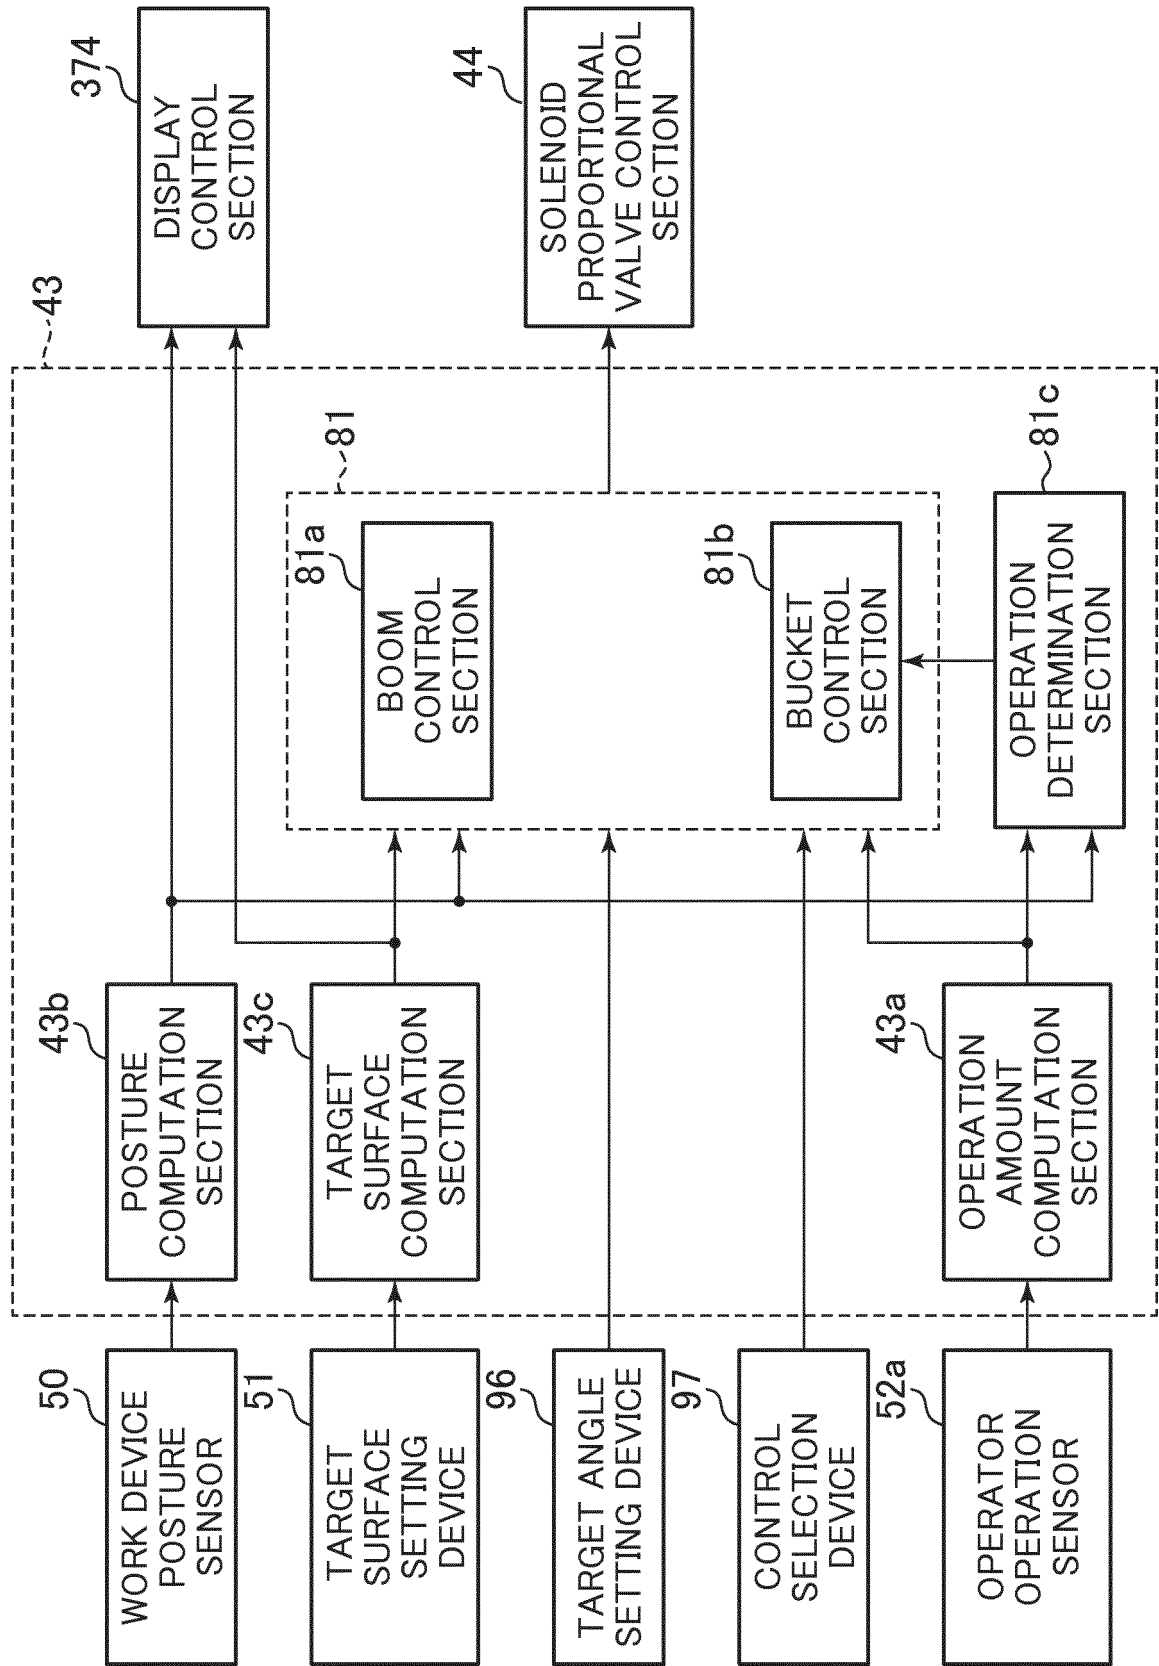 50
WORK DEVICE
POSTURE
SENSOR
51
TARGET
SURFACE
SETTING
DEVICE
96
TARGET ANGLE
SETTING DEVICE
97
CONTROL
SELECTION
DEVICE
52a
OPERATOR
OPERATION
SENSOR
43
43b
POSTURE
COMPUTATION
SECTION
43c
TARGET
SURFACE
COMPUTATION
SECTION
43a
OPERATION
AMOUNT
COMPUTATION
SECTION
81
81a
BOOM
CONTROL
SECTION
81b
BUCKET
CONTROL
SECTION
81c
OPERATION
DETERMINATION
SECTION
374
DISPLAY
CONTROL
SECTION
44
SOLENOID
PROPORTIONAL
VALVE CONTROL
SECTION